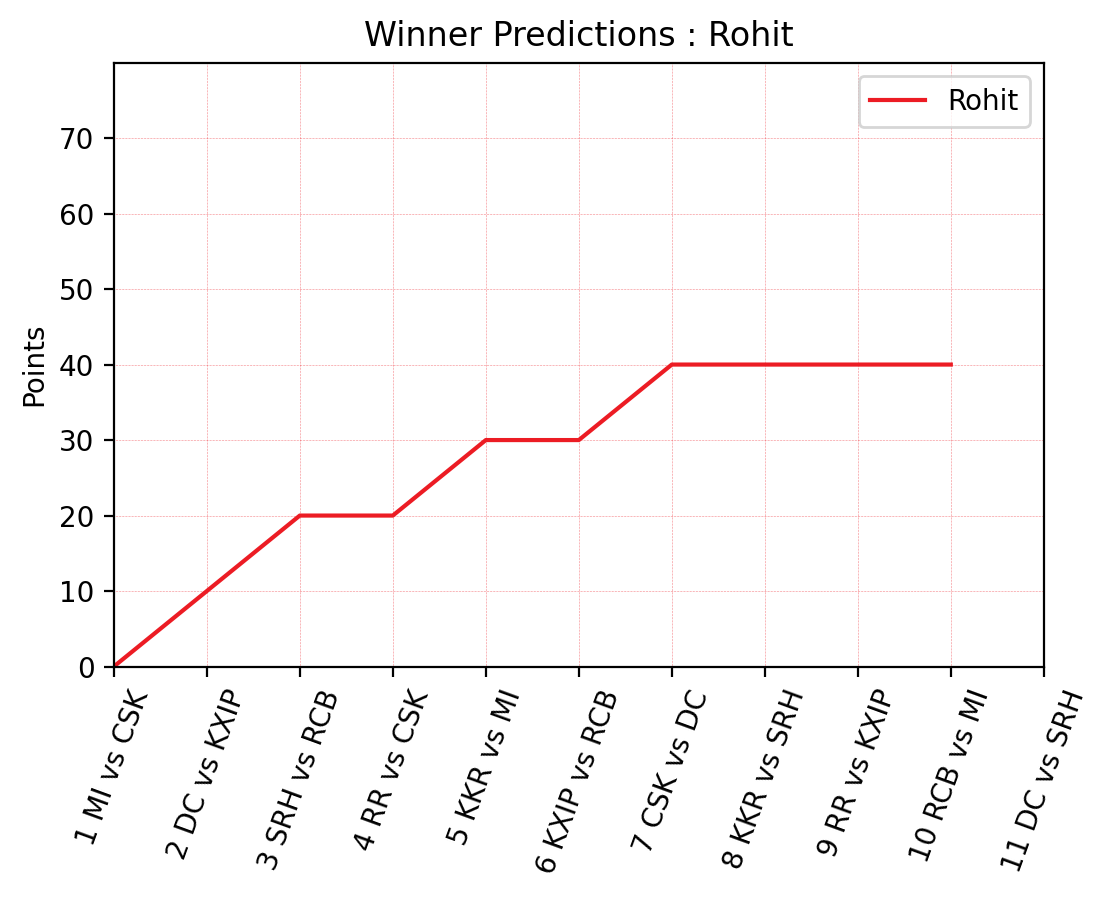 Winner Predictions : Rohit
Rohit
Points
70
60
50
40
30
20
10
0
1 MI vs CSK
2 DC vs KXIP
3 SRH vs RCB
4 RR vs CSK
5 KKR vs MI
6 KXIP vs RCB
7 CSK vs DC
8 KKR vs SRH
9 RR vs KXIP
10 RCB vs MI
11 DC vs SRH